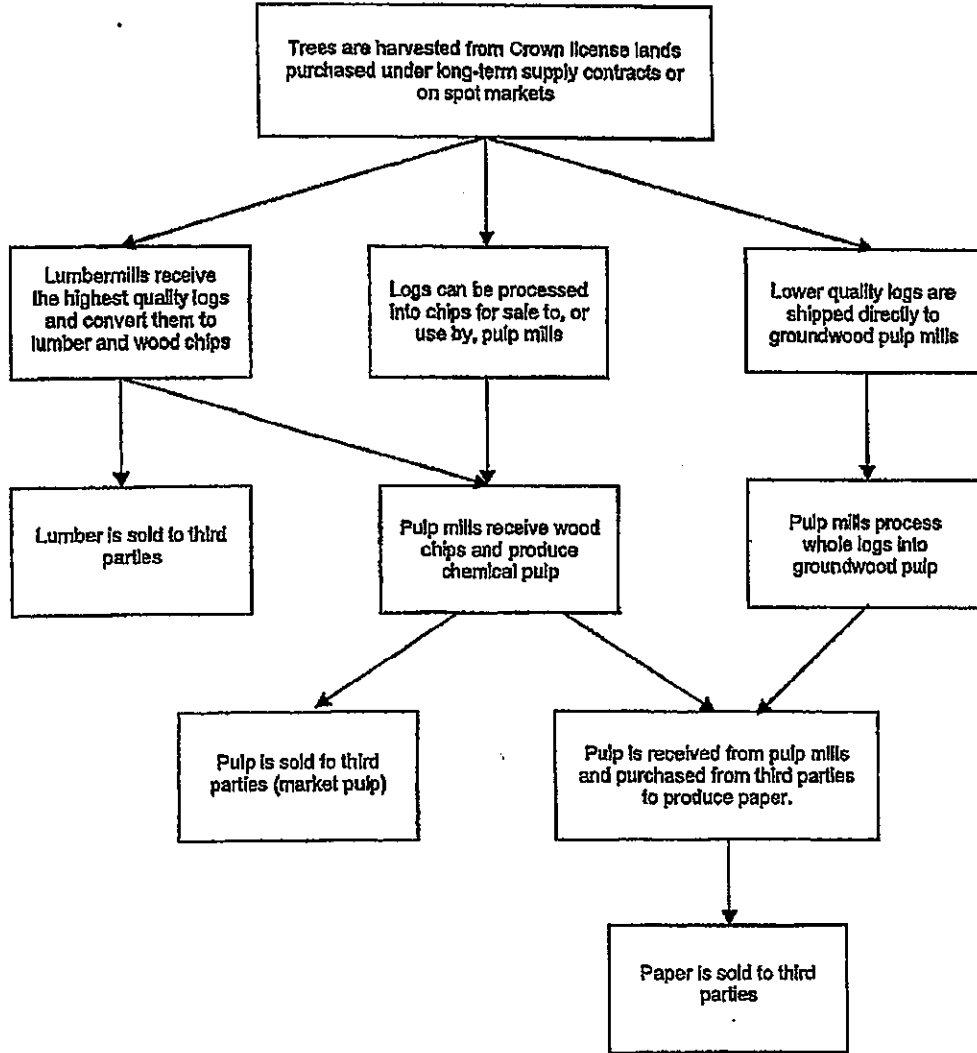 Trees are harvested from Crown license lands
purchased under long-term supply contracts or
on spot markets
Lumbermills receive
the highest quality logs
and convert them to
lumber and wood chips
Logs can be processed
into chips for sale to, or
use by, pulp mills
Lower quality logs are
shipped directly to
groundwood pulp mills
Lumber is sold to third
parties
Pulp mills receive wood
chips and produce
chemical pulp
Pulp mills process
whole logs into
groundwood pulp
Pulp is sold to third
parties (market pulp)
Pulp is received from pulp mills
and purchased from third parties
to produce paper.
Paper is sold to third
parties